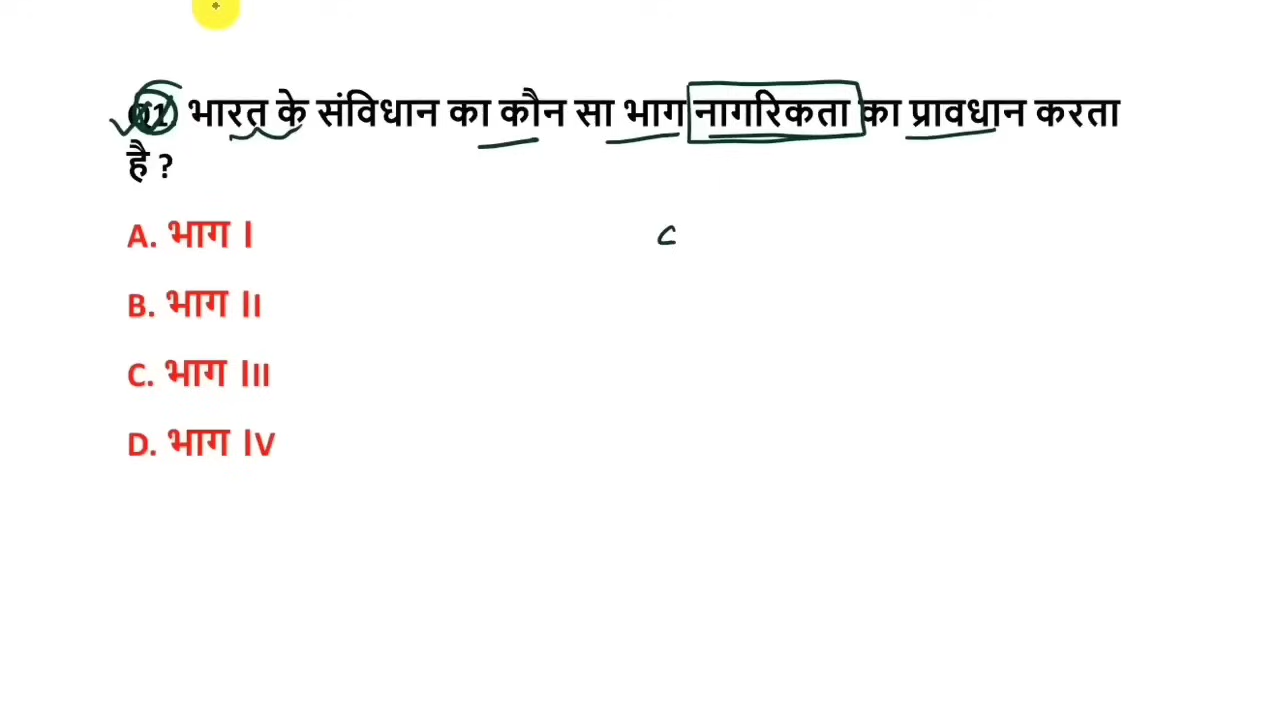 Q1 भारत के संविधान का कौन सा भाग नागरिकता का प्रावधान करता
है ?
A. भाग I
c
B. भाग II
C. भाग III
D. भाग IV